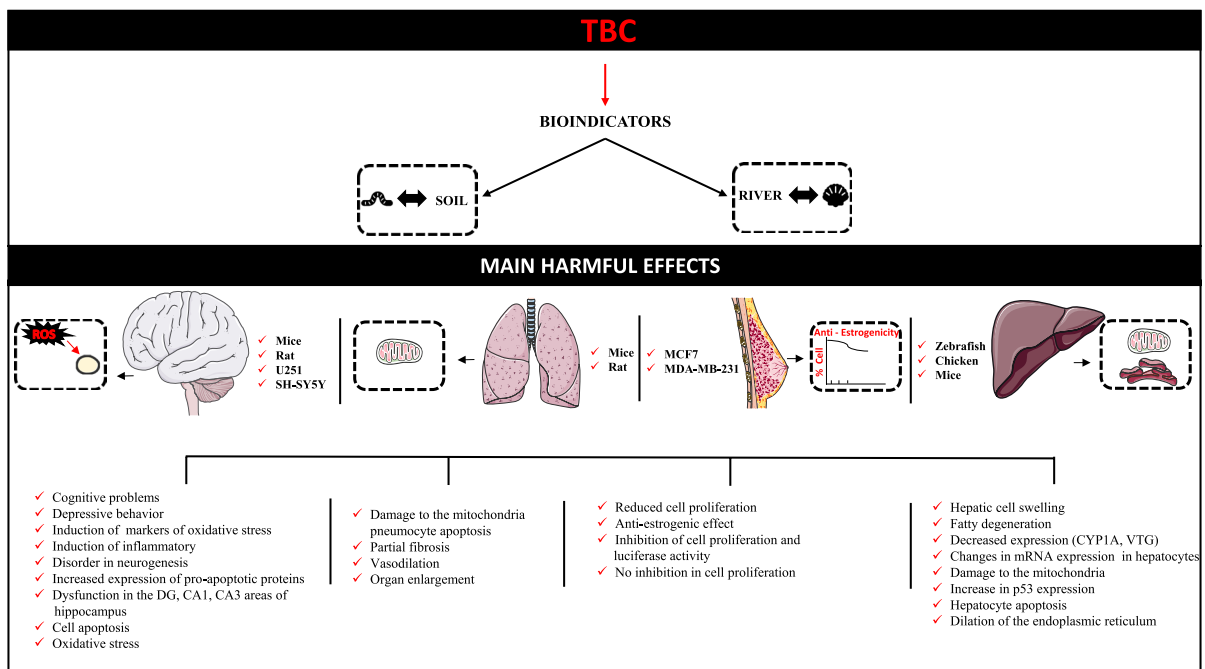 TBC
BIOINDICATORS
SOIL
RIVER
MAIN HARMFUL EFFECTS
ROS
Mice
Rat
U251
SH-SY5Y
Mice
Rat
MCF7
MDA-MB-231
Anti - Estrogenicity
% Cell
Zebrafish
Chicken
Mice
Cognitive problems
Depressive behavior
Induction of markers of oxidative stress
Induction of inflammatory
Disorder in neurogenesis
Increased expression of pro-apoptotic proteins
Dysfunction in the DG, CA1, CA3 areas of
hippocampus
Cell apoptosis
Oxidative stress
Damage to the mitochondria
pneumocyte apoptosis
Partial fibrosis
Vasodilation
Organ enlargement
Reduced cell proliferation
Anti-estrogenic effect
Inhibition of cell proliferation and
luciferase activity
No inhibition in cell proliferation
Hepatic cell swelling
Fatty degeneration
Decreased expression (CYP1A, VTG)
Changes in mRNA expression in hepatocytes
Damage to the mitochondria
Increase in p53 expression
Hepatocyte apoptosis
Dilation of the endoplasmic reticulum